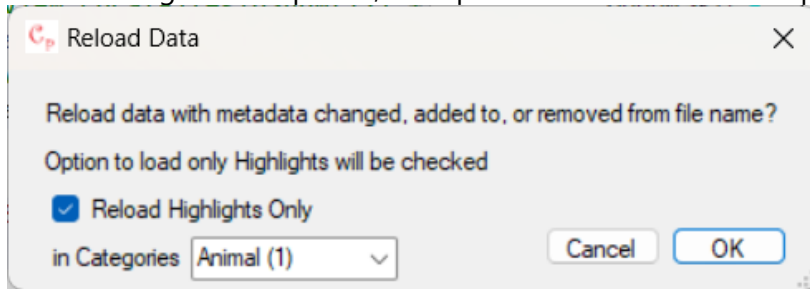 Reload Data
Reload data with metadata changed, added to, or removed from file name?
Option to load only Highlights will be checked
Reload Highlights Only
in Categories Animal (1)
Cancel OK